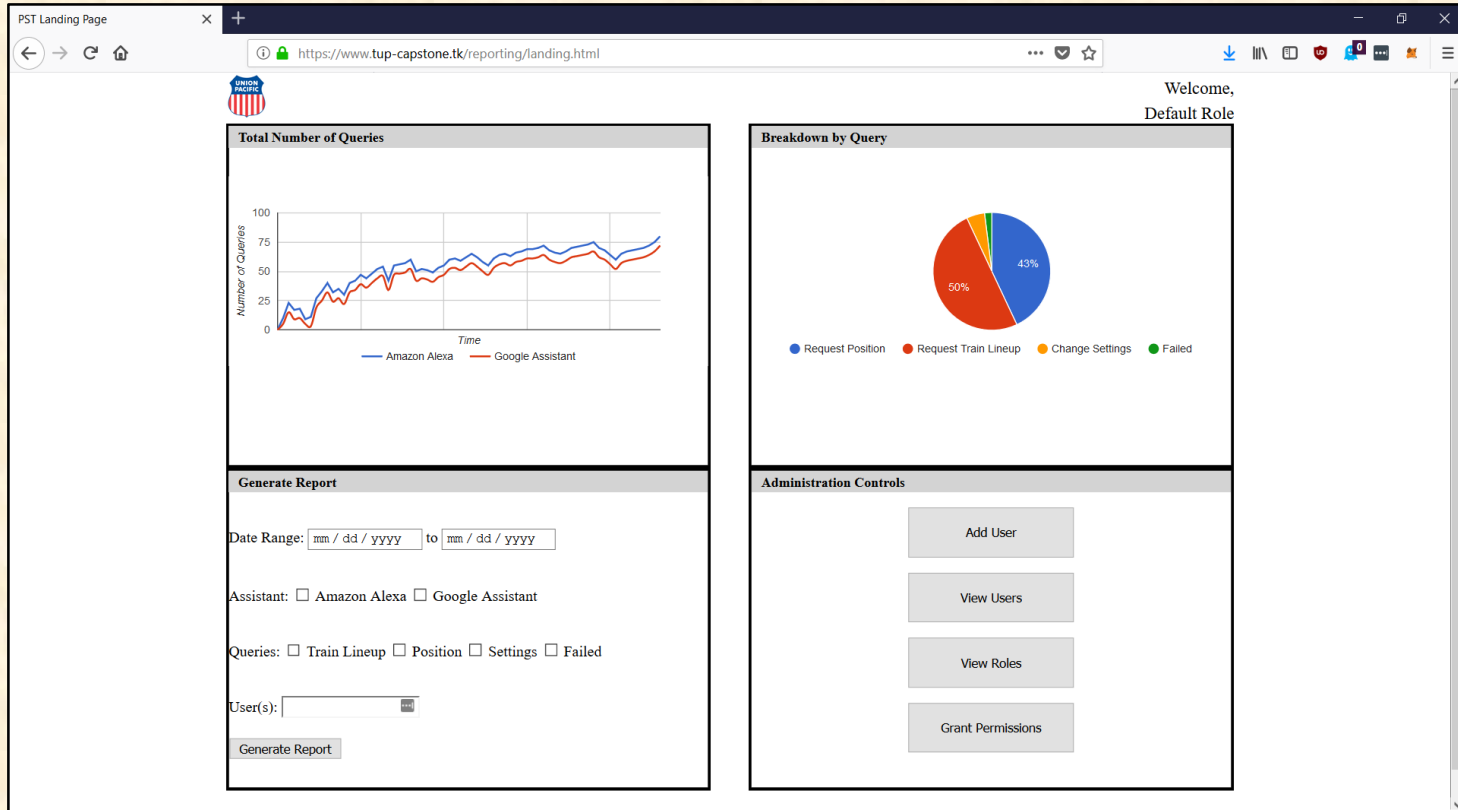 PST Landing Page
https://www.tup-capstone.tk/reporting/landing.html
0
UNION
PACIFIC
Welcome,
Default Role
Total Number of Queries
100
75
50
25
0
Number of Queries
Time
Amazon Alexa Google Assistant
Breakdown by Query
43%
50%
Request Position Request Train Lineup Change Settings Failed
Generate Report
Date Range: mm / dd / yyyy to mm / dd / yyyy
Assistant: Amazon Alexa Google Assistant
Queries: Train Lineup Position Settings Failed
User(s):
Generate Report
Administration Controls
Add User
View Users
View Roles
Grant Permissions